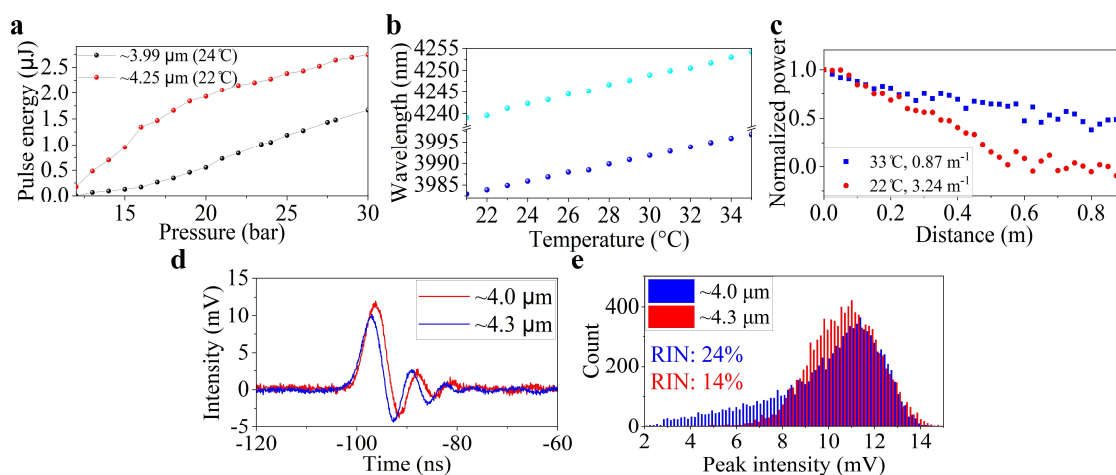 a
Pulse energy (μJ)
2.5
2.0
1.5
1.0
0.5
0.0
~3.99 μm (24℃)
~4.25 μm (22℃)
15 20 25 30
Pressure (bar)
b
Wavelength (nm)
4255
4250
4245
4240
3995
3990
3985
22 24 26 28 30 32 34
Temperature (°C)
c
Normalized power
1.0
0.5
0.0
33℃, 0.87 m⁻¹
22℃, 3.24 m⁻¹
0.0 0.2 0.4 0.6 0.8
Distance (m)
d
Intensity (mV)
15
10
5
0
-5
~4.0 μm
~4.3 μm
-120 -100 -80 -60
Time (ns)
e
Count
400
200
0
~4.0 μm
~4.3 μm
RIN: 24%
RIN: 14%
2 4 6 8 10 12 14
Peak intensity (mV)